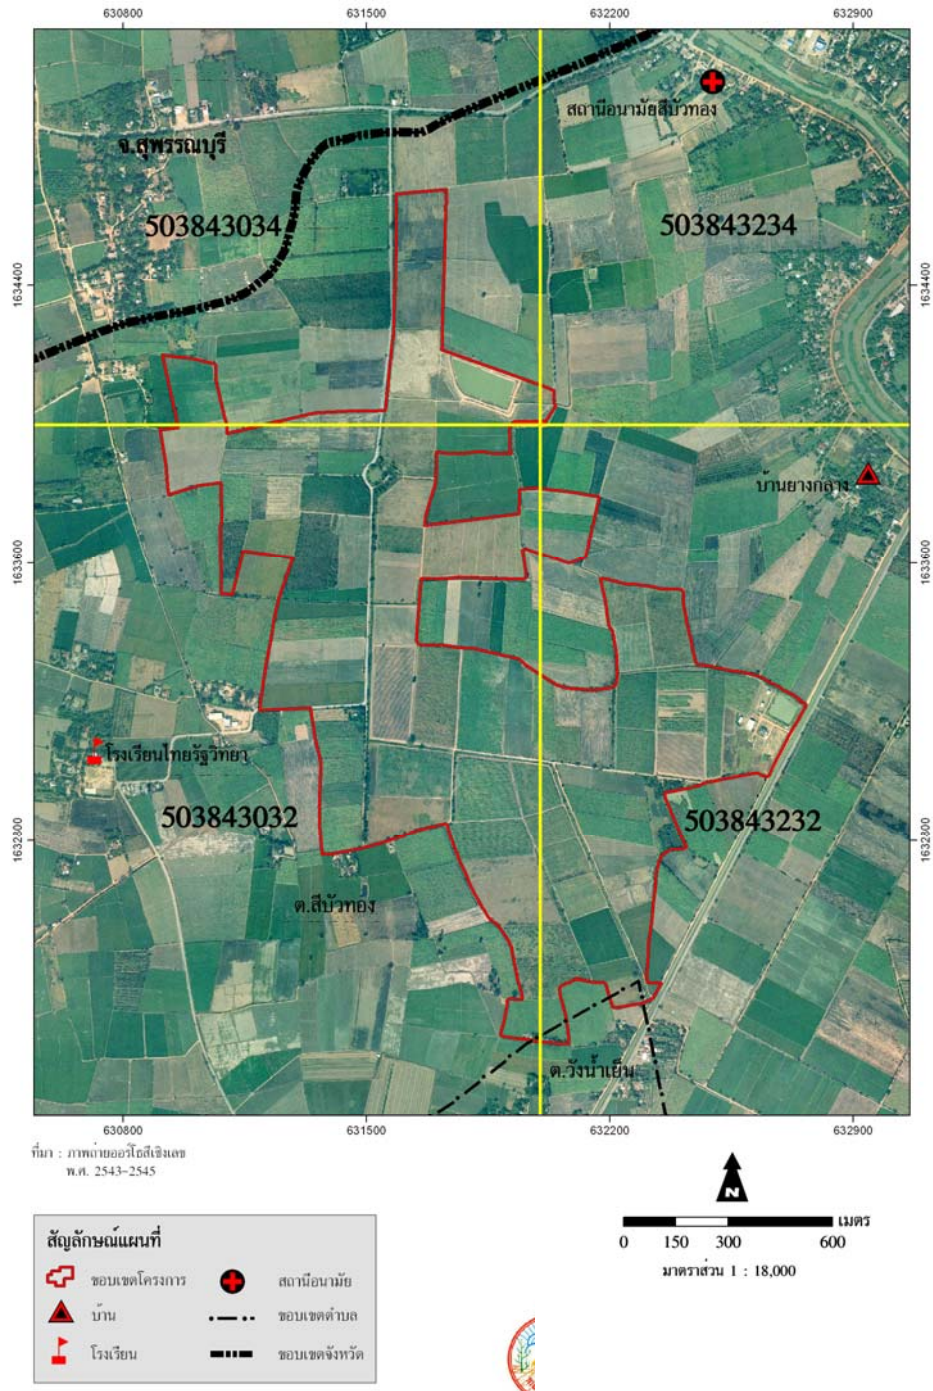 630800 631500 632200 632900
สถานีอนามัยสีบัวทอง
จ.สุพรรณบุรี
503843034 503843234
1634400 1634400
บ้านยางกลาง
1633600 1633600
โรงเรียนไทยรัฐวิทยา
503843032 503843232
1632800 1632800
ต.สีบัวทอง
ต.วังน้ำเย็น
630800 631500 632200 632900
ที่มา : ภาพถ่ายออร์โธสีเชิงเลข
พ.ศ. 2543-2545
N
เมตร
0 150 300 600
มาตราส่วน 1 : 18,000
สัญลักษณ์แผนที่
ขอบเขตโครงการ สถานีอนามัย
บ้าน ขอบเขตตำบล
โรงเรียน ขอบเขตจังหวัด